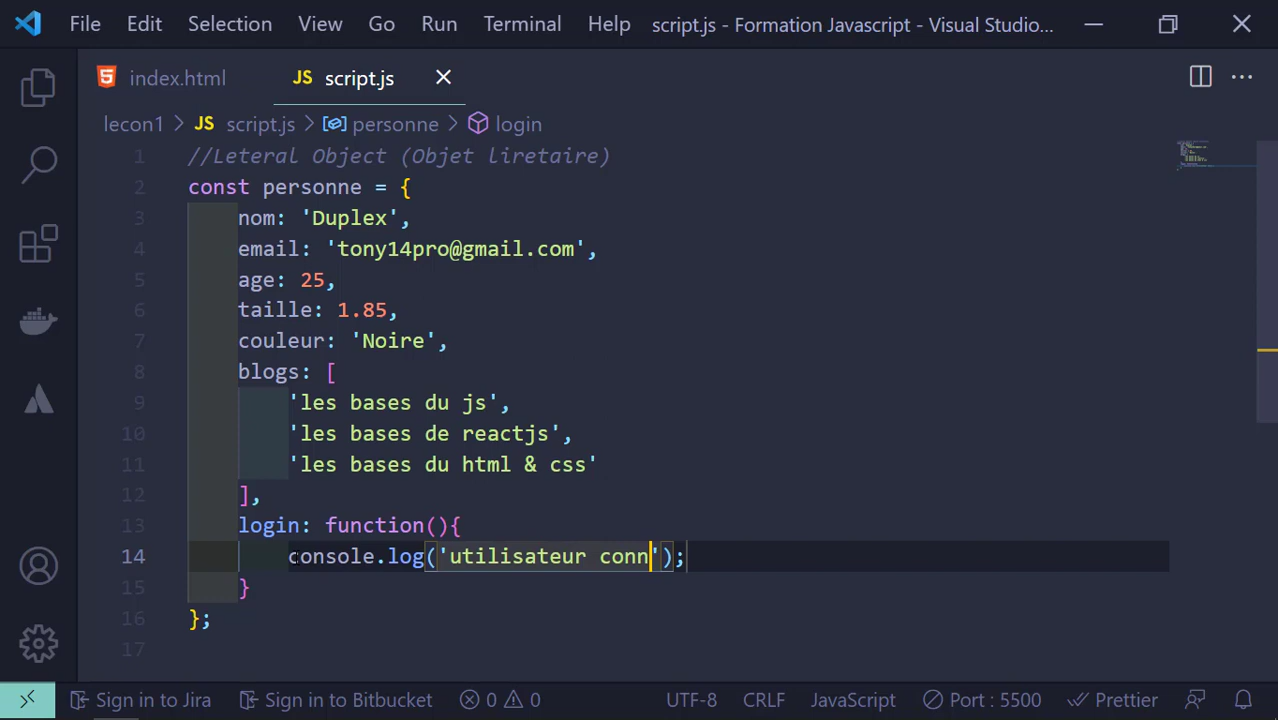 File Edit Selection View Go Run Terminal Help script.js - Formation Javascript - Visual Studio...
index.html JS script.js
lecon1 > JS script.js > personne > login
1 //Leteral Object (Objet liretaire)
2 const personne = {
3 nom: 'Duplex',
4 email: 'tony14pro@gmail.com',
5 age: 25,
6 taille: 1.85,
7 couleur: 'Noire',
8 blogs: [
9 'les bases du js',
10 'les bases de reactjs',
11 'les bases du html & css'
12 ],
13 login: function(){
14 console.log('utilisateur conn');
15 }
16 };
17
Sign in to Jira Sign in to Bitbucket 0 0 UTF-8 CRLF JavaScript Port : 5500 Prettier